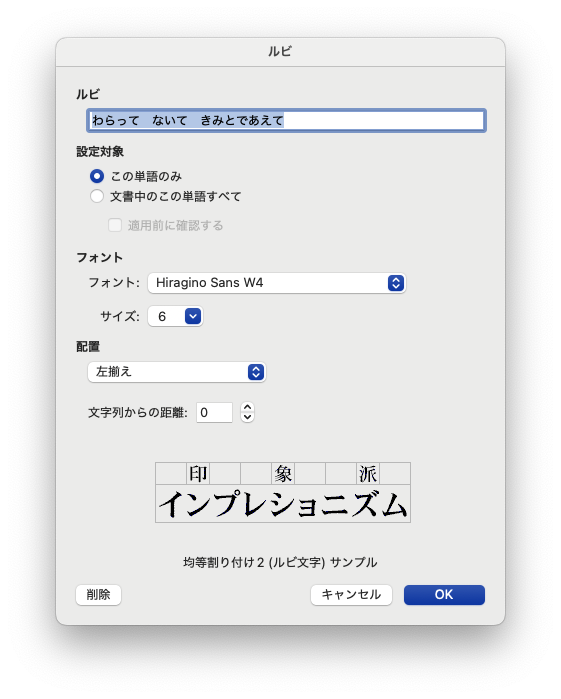 ルビ
ルビ
わらって　ないて　きみとであえて
設定対象
この単語のみ
文書中のこの単語すべて
適用前に確認する
フォント
フォント: Hiragino Sans W4
サイズ: 6
配置
左揃え
文字列からの距離: 0
印 象 派
インプレショニズム
均等割り付け2 (ルビ文字) サンプル
削除 キャンセル OK